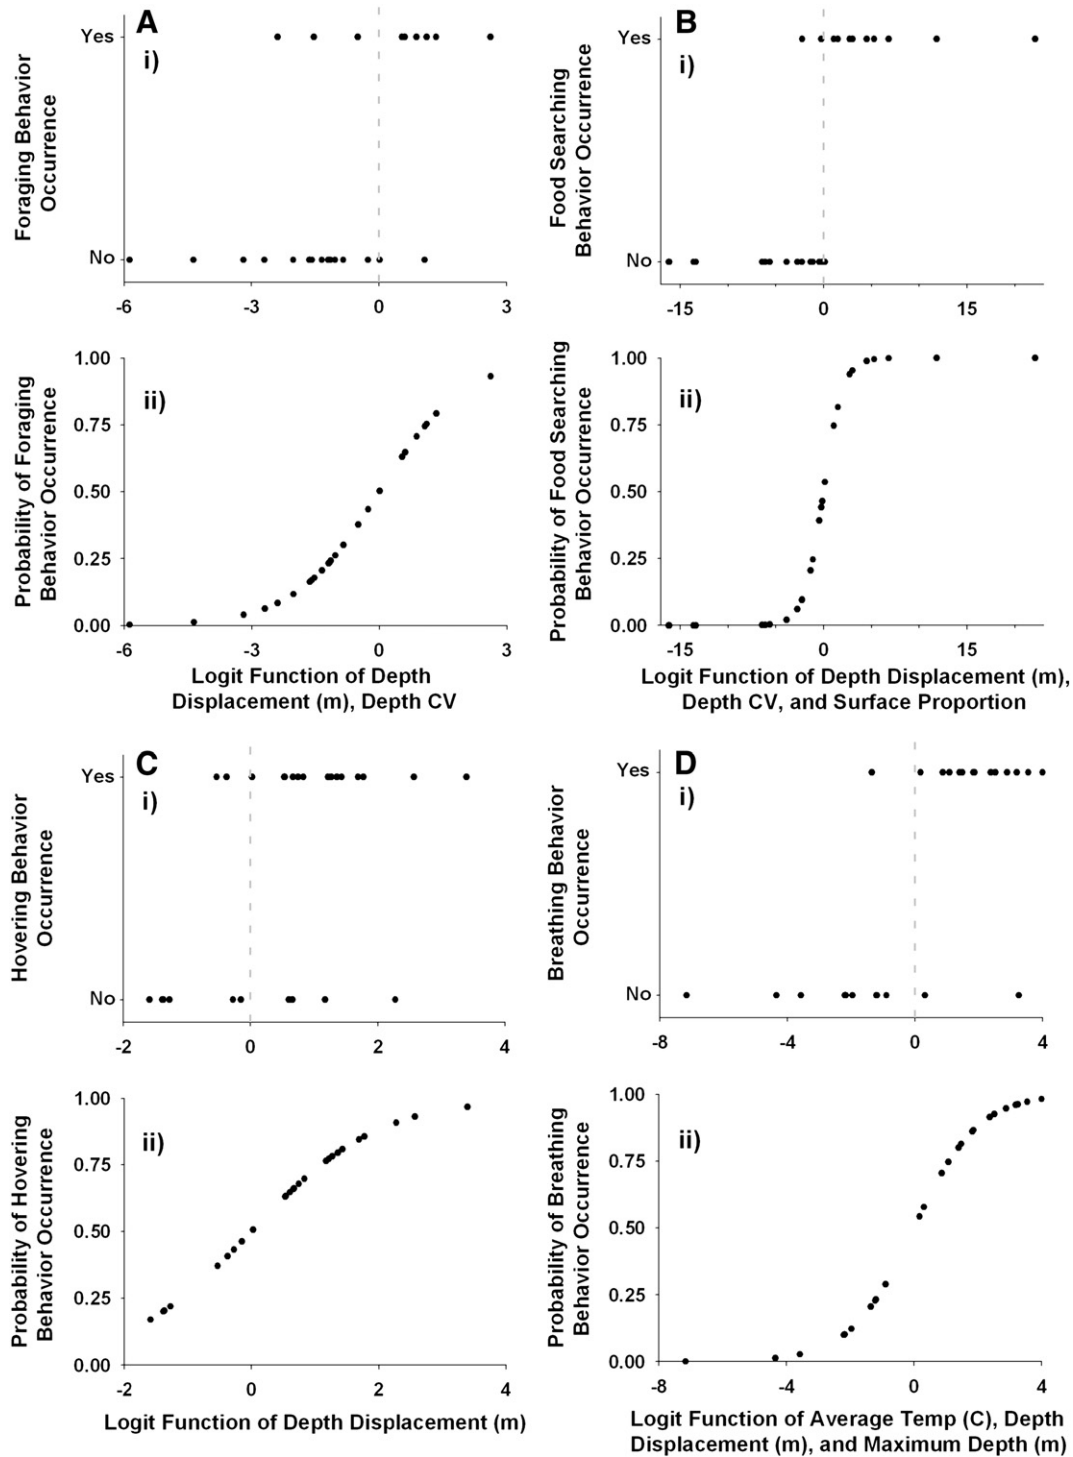 A
i)
Foraging Behavior
Occurrence
Yes
No
-6 -3 0 3
ii)
Probability of Foraging
Behavior Occurrence
1.00
0.75
0.50
0.25
0.00
-6 -3 0 3
Logit Function of Depth
Displacement (m), Depth CV
B
i)
Food Searching
Behavior Occurrence
Yes
No
-15 0 15
ii)
Probability of Food Searching
Behavior Occurrence
1.00
0.75
0.50
0.25
0.00
-15 0 15
Logit Function of Depth Displacement (m),
Depth CV, and Surface Proportion
C
i)
Hovering Behavior
Occurrence
Yes
No
-2 0 2 4
ii)
Probability of Hovering
Behavior Occurrence
1.00
0.75
0.50
0.25
0.00
-2 0 2 4
Logit Function of Depth Displacement (m)
D
i)
Breathing Behavior
Occurrence
Yes
No
-8 -4 0 4
ii)
Probability of Breathing
Behavior Occurrence
1.00
0.75
0.50
0.25
0.00
-8 -4 0 4
Logit Function of Average Temp (C), Depth
Displacement (m), and Maximum Depth (m)